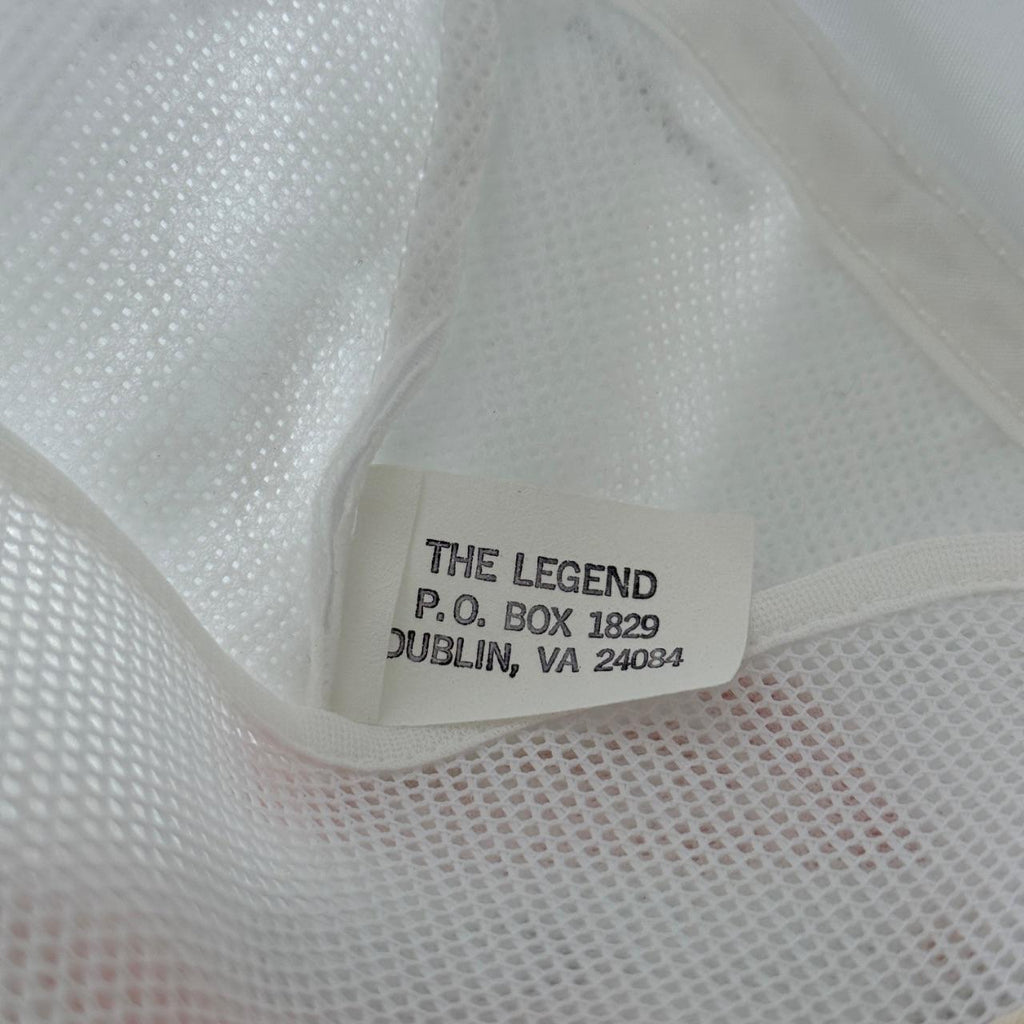 THE LEGEND
P.O. BOX 1829
DUBLIN, VA 24084